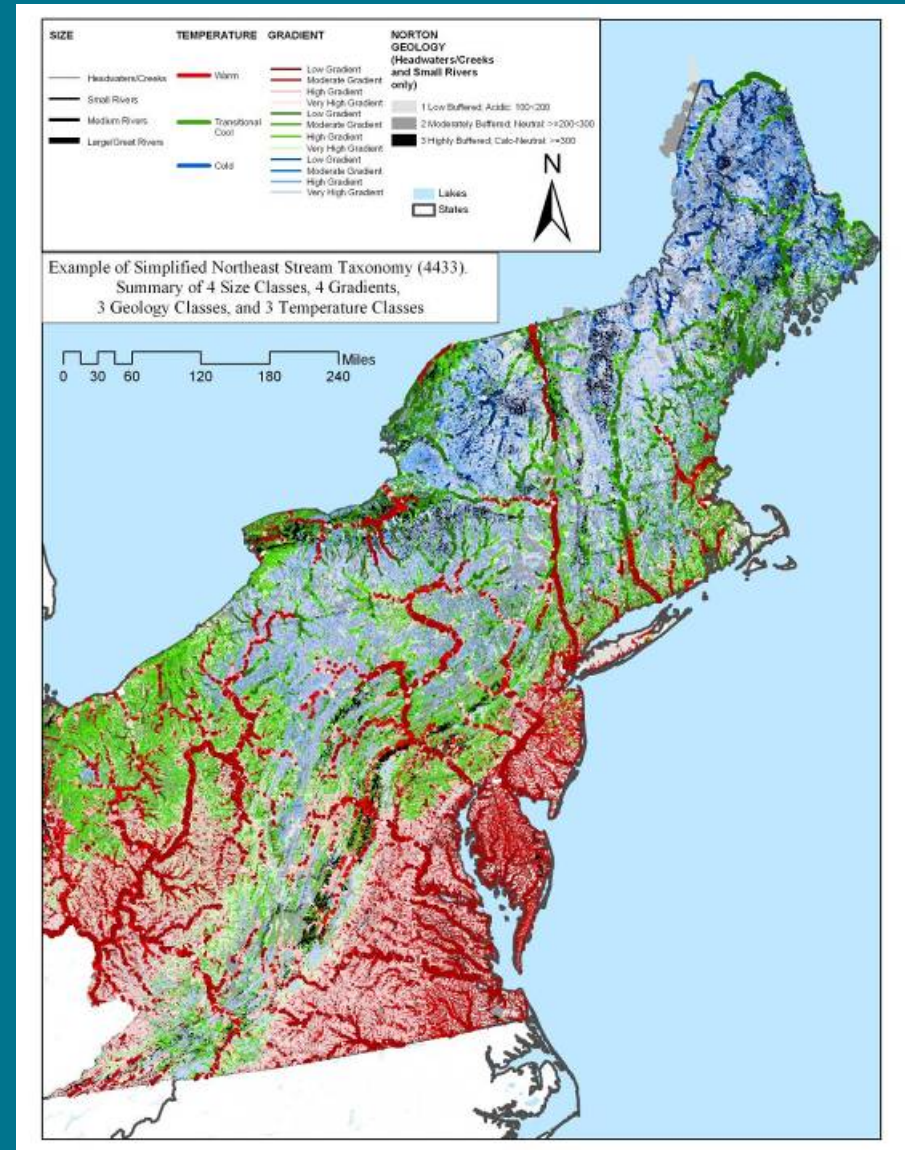 SIZE
Headwaters/Creeks
Small Rivers
Medium Rivers
Large/Great Rivers
TEMPERATURE
Warm
Transitional
Cool
Cold
GRADIENT
Low Gradient
Moderate Gradient
High Gradient
Very High Gradient
Low Gradient
Moderate Gradient
High Gradient
Very High Gradient
Low Gradient
Moderate Gradient
High Gradient
Very High Gradient
NORTON
GEOLOGY
(Headwaters/Creeks
and Small Rivers
only)
1 Low Buffered; Acidic: 100<200
2 Moderately Buffered; Neutral: >=200<300
3 Highly Buffered; Calc-Neutral: >=300
Lakes
States
N
Example of Simplified Northeast Stream Taxonomy (4433).
Summary of 4 Size Classes, 4 Gradients,
3 Geology Classes, and 3 Temperature Classes
Miles
0 30 60 120 180 240